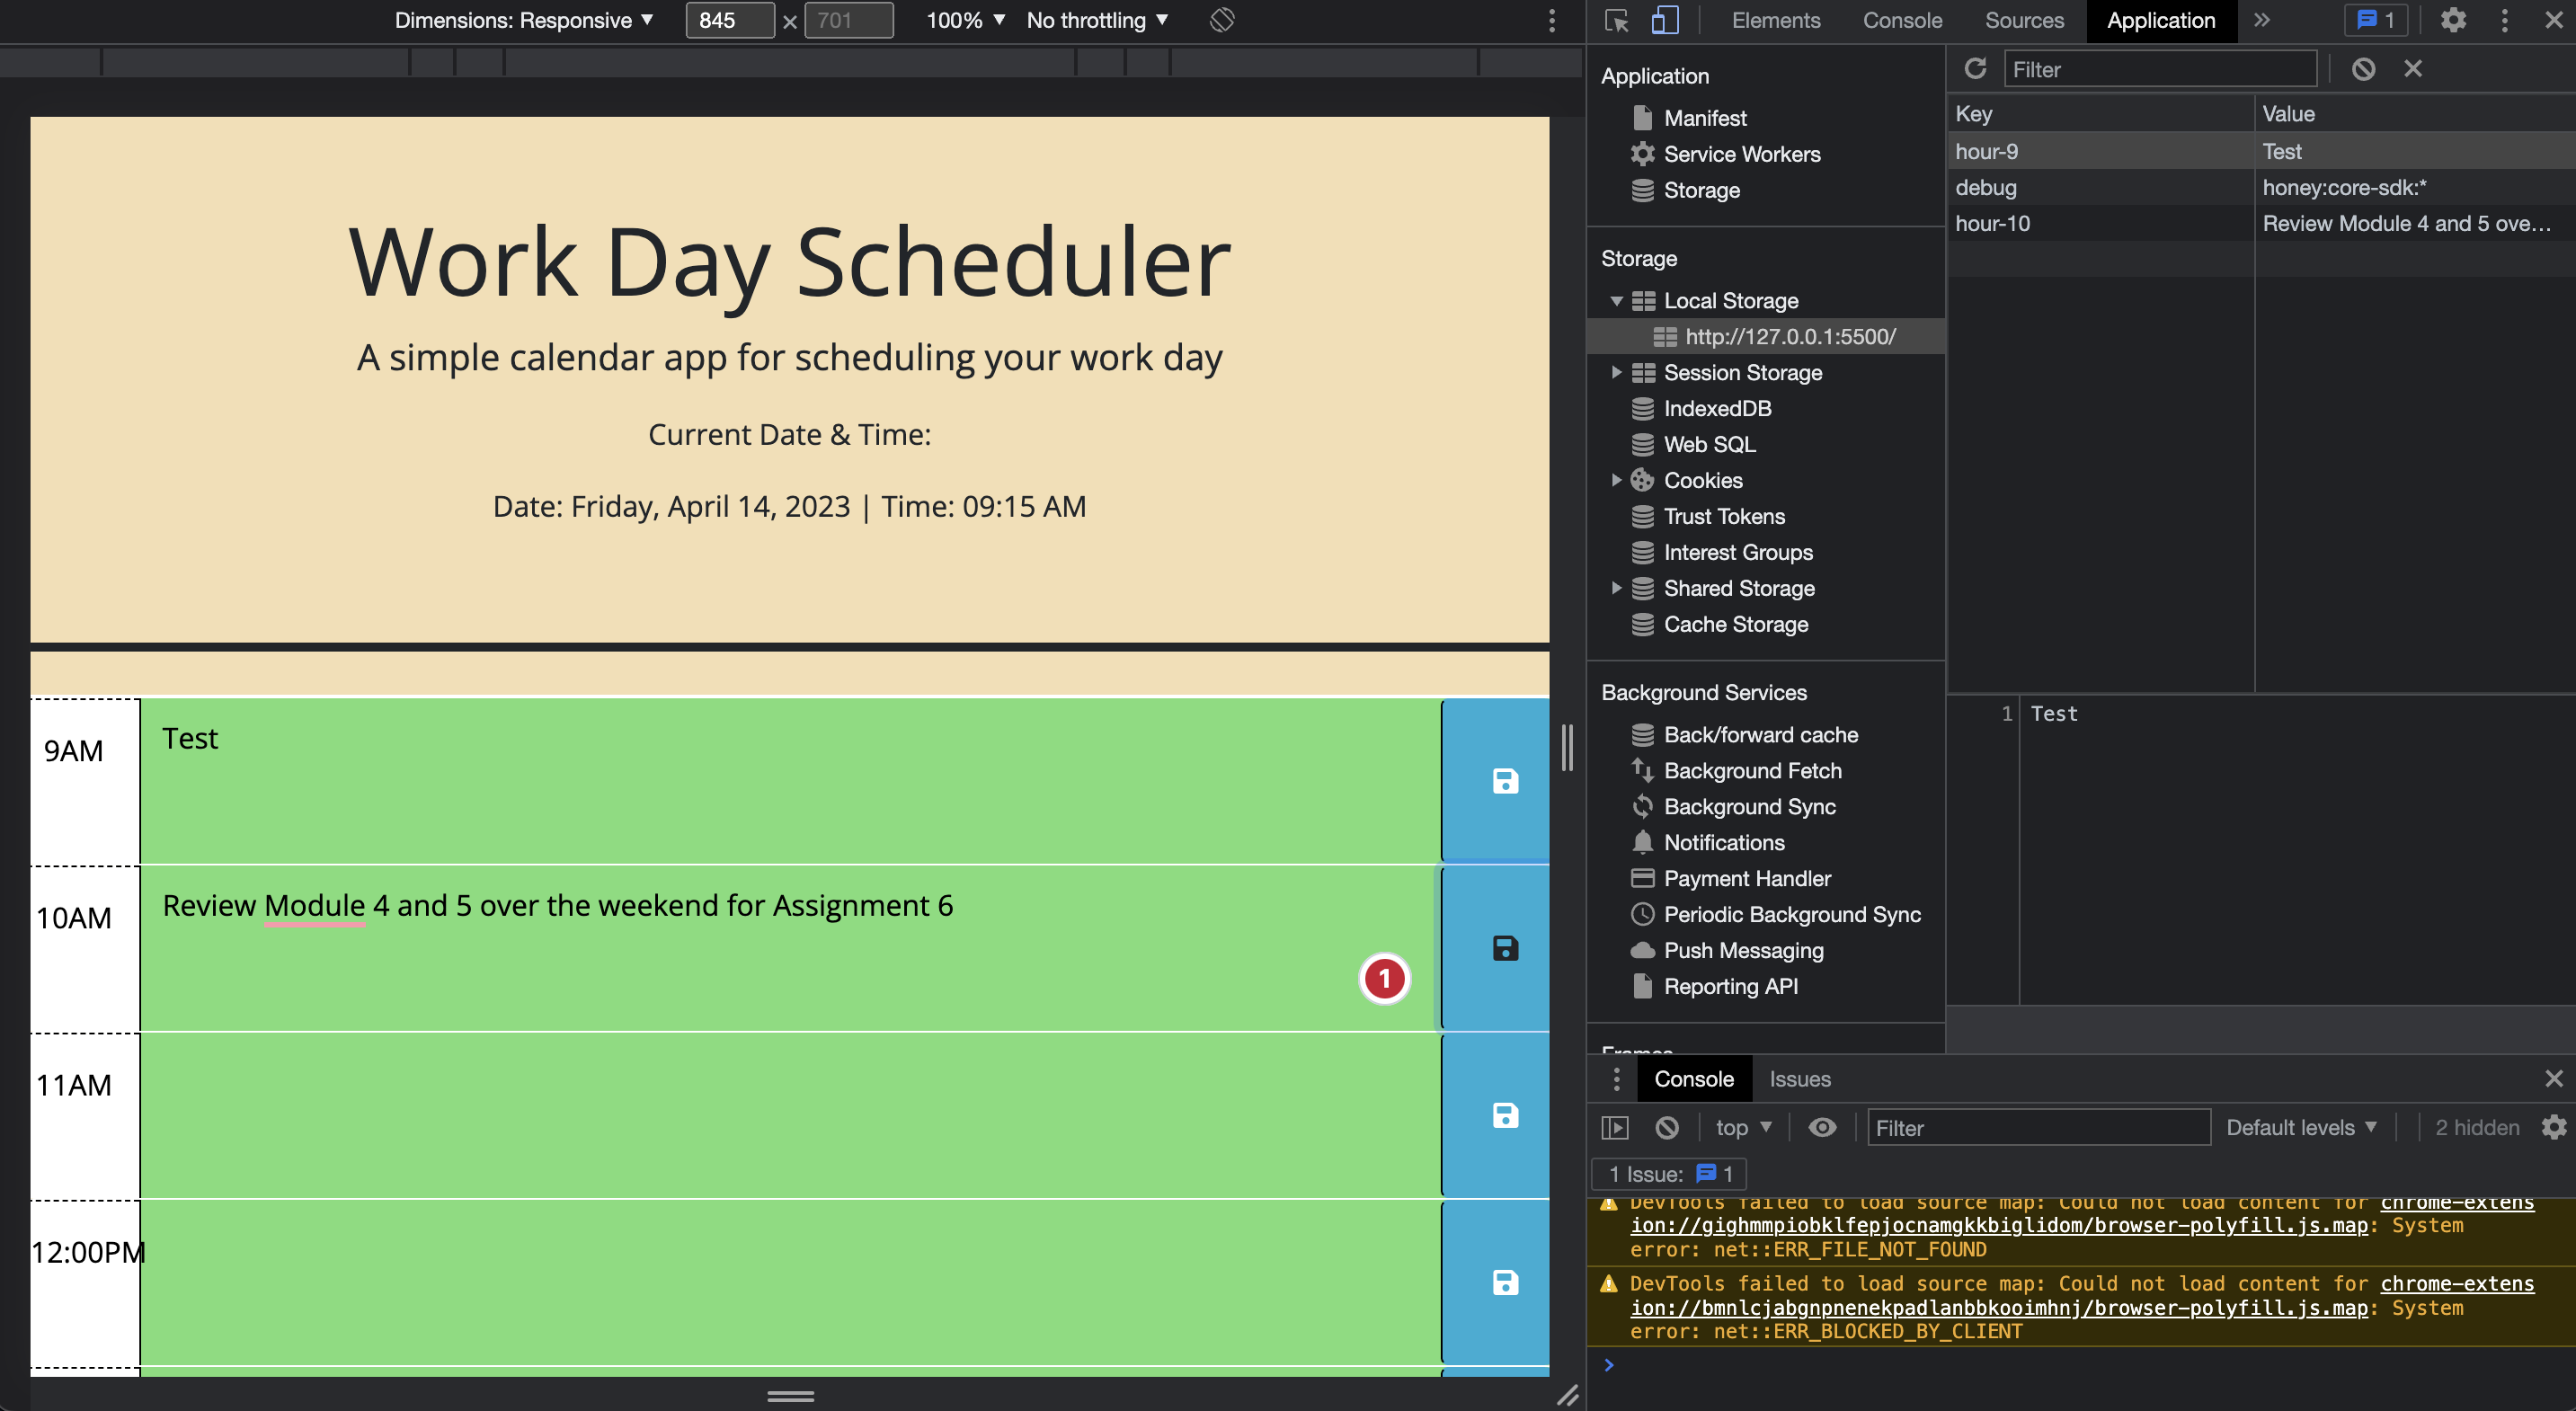 Dimensions: Responsive ▼ 845 × 701 100% ▼ No throttling ▼
Elements Console Sources Application » 1
Work Day Scheduler
A simple calendar app for scheduling your work day
Current Date & Time:
Date: Friday, April 14, 2023 | Time: 09:15 AM
9AM Test
10AM Review Module 4 and 5 over the weekend for Assignment 6
1
11AM
12:00PM
Application
Manifest
Service Workers
Storage
Storage
Local Storage
http://127.0.0.1:5500/
Session Storage
IndexedDB
Web SQL
Cookies
Trust Tokens
Interest Groups
Shared Storage
Cache Storage
Background Services
Back/forward cache
Background Fetch
Background Sync
Notifications
Payment Handler
Periodic Background Sync
Push Messaging
Reporting API
Frames
Filter
Key Value
hour-9 Test
debug honey:core-sdk:*
hour-10 Review Module 4 and 5 ove…
1 Test
Console Issues
top ▼ Filter Default levels ▼ 2 hidden
1 Issue: 1
DevTools failed to load source map: Could not load content for chrome-extens
ion://gighmmpiobklfepjocnamgkkbiglidom/browser-polyfill.js.map: System
error: net::ERR_FILE_NOT_FOUND
DevTools failed to load source map: Could not load content for chrome-extens
ion://bmnlcjabgnpnenekpadlanbbkooimhnj/browser-polyfill.js.map: System
error: net::ERR_BLOCKED_BY_CLIENT